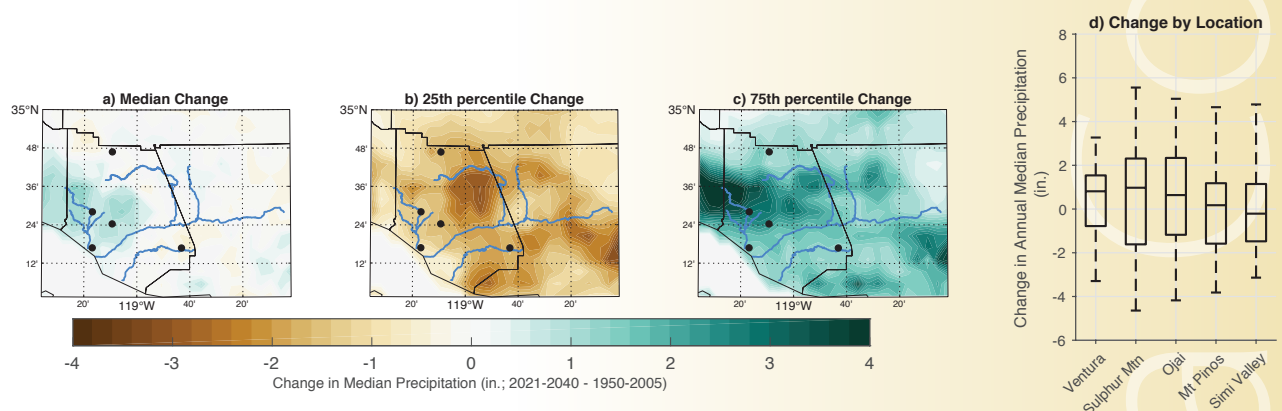 d) Change by Location
a) Median Change
b) 25th percentile Change
c) 75th percentile Change
35°N
48'
36'
24'
12'
20'
119°W
40'
20'
35°N
48'
36'
24'
12'
20'
119°W
40'
20'
35°N
48'
36'
24'
12'
20'
119°W
40'
20'
-4 -3 -2 -1 0 1 2 3 4
Change in Median Precipitation (in.; 2021-2040 - 1950-2005)
Change in Annual Median Precipitation
(in.)
8
6
4
2
0
-2
-4
-6
Ventura
Sulphur Mtn
Ojai
Mt Pinos
Simi Valley